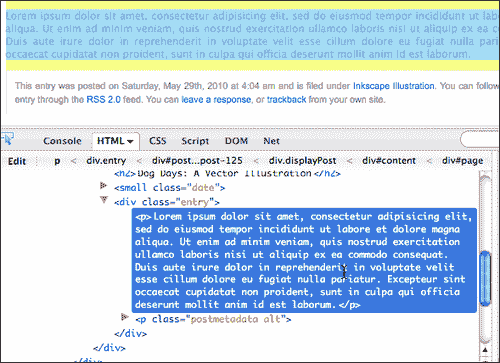 Lorem ipsum dolor sit amet, consectetur adipisicing elit, sed do eiusmod tempor incididunt ut lab
aliqua. Ut enim ad minim veniam, quis nostrud exercitation ullamco laboris nisi ut aliquip ex ea c
Duis aute irure dolor in reprehenderit in voluptate velit esse cillum dolore eu fugiat nulla pari
occaecat cupidatat non proident, sunt in culpa qui officia deserunt mollit anim id est laborum.
This entry was posted on Saturday, May 29th, 2010 at 4:04 am and is filed under Inkscape Illustration. You can follow
entry through the RSS 2.0 feed. You can leave a response, or trackback from your own site.
Console HTML CSS Script DOM Net
Edit p < div.entry < div#post...post-125 < div.displayPost < div#content < div#page
<h2>Dog Days: A Vector Illustration</h2>
<small class="date">
<div class="entry">
<p>Lorem ipsum dolor sit amet, consectetur adipisicing elit,
sed do eiusmod tempor incididunt ut labore et dolore magna
aliqua. Ut enim ad minim veniam, quis nostrud exercitation
ullamco laboris nisi ut aliquip ex ea commodo consequat.
Duis aute irure dolor in reprehenderit in voluptate velit
esse cillum dolore eu fugiat nulla pariatur. Excepteur sint
occaecat cupidatat non proident, sunt in culpa qui officia
deserunt mollit anim id est laborum.</p>
<p class="postmetadata alt">
</div>
</div>
</div>